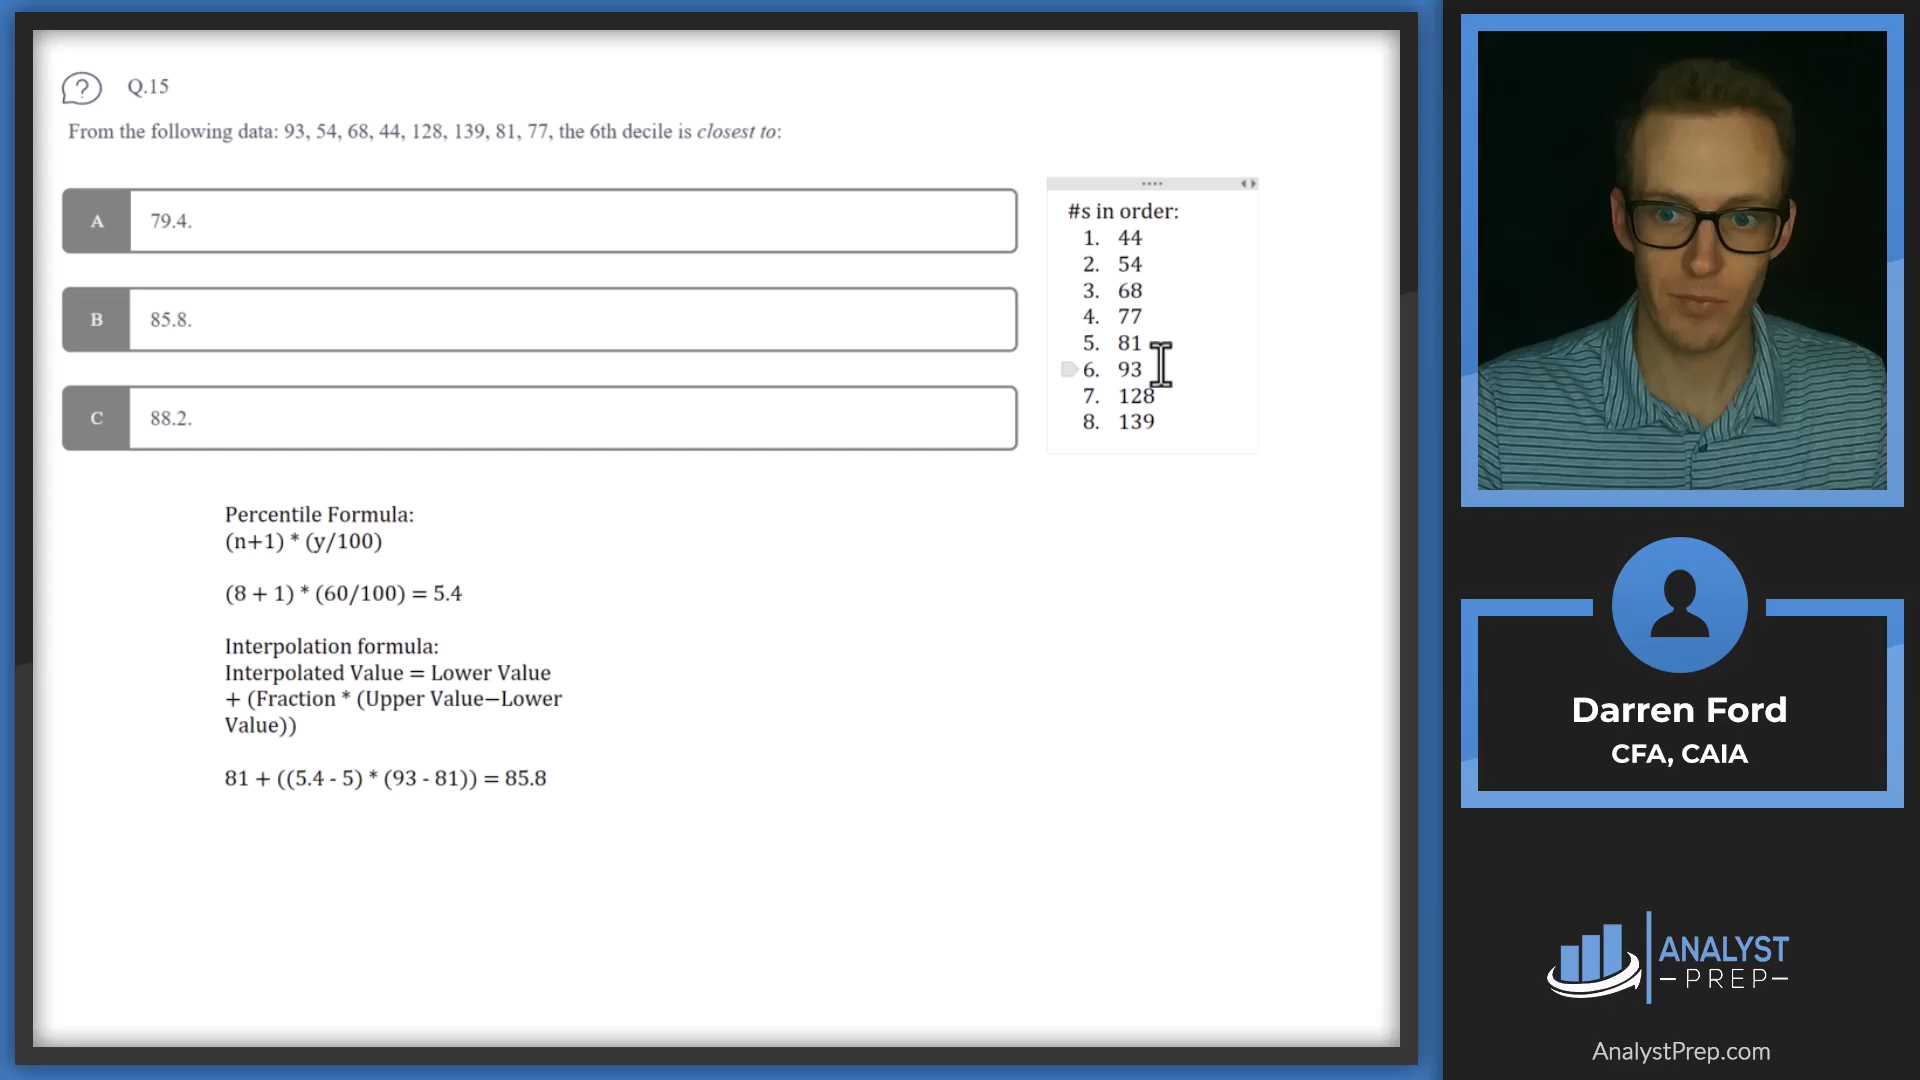 Q.15
From the following data: 93, 54, 68, 44, 128, 139, 81, 77, the 6th decile is closest to:
A
79.4.
B
85.8.
C
88.2.
#s in order:
1. 44
2. 54
3. 68
4. 77
5. 81
6. 93
7. 128
8. 139
Percentile Formula:
(n+1) * (y/100)
(8 + 1) * (60/100) = 5.4
Interpolation formula:
Interpolated Value = Lower Value
+ (Fraction * (Upper Value−Lower
Value))
81 + ((5.4 - 5) * (93 - 81)) = 85.8
Darren Ford
CFA, CAIA
ANALYST
PREP
AnalystPrep.com